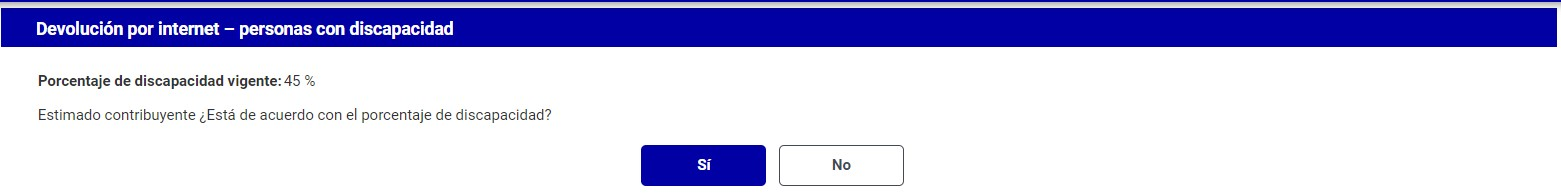 Devolución por internet – personas con discapacidad
Porcentaje de discapacidad vigente: 45 %
Estimado contribuyente ¿Está de acuerdo con el porcentaje de discapacidad?
Sí No